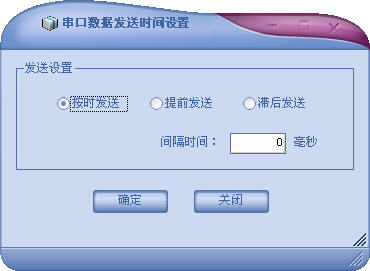 串口数据发送时间设置
发送设置
按时发送 提前发送 滞后发送
间隔时间： 0 毫秒
确定 关闭